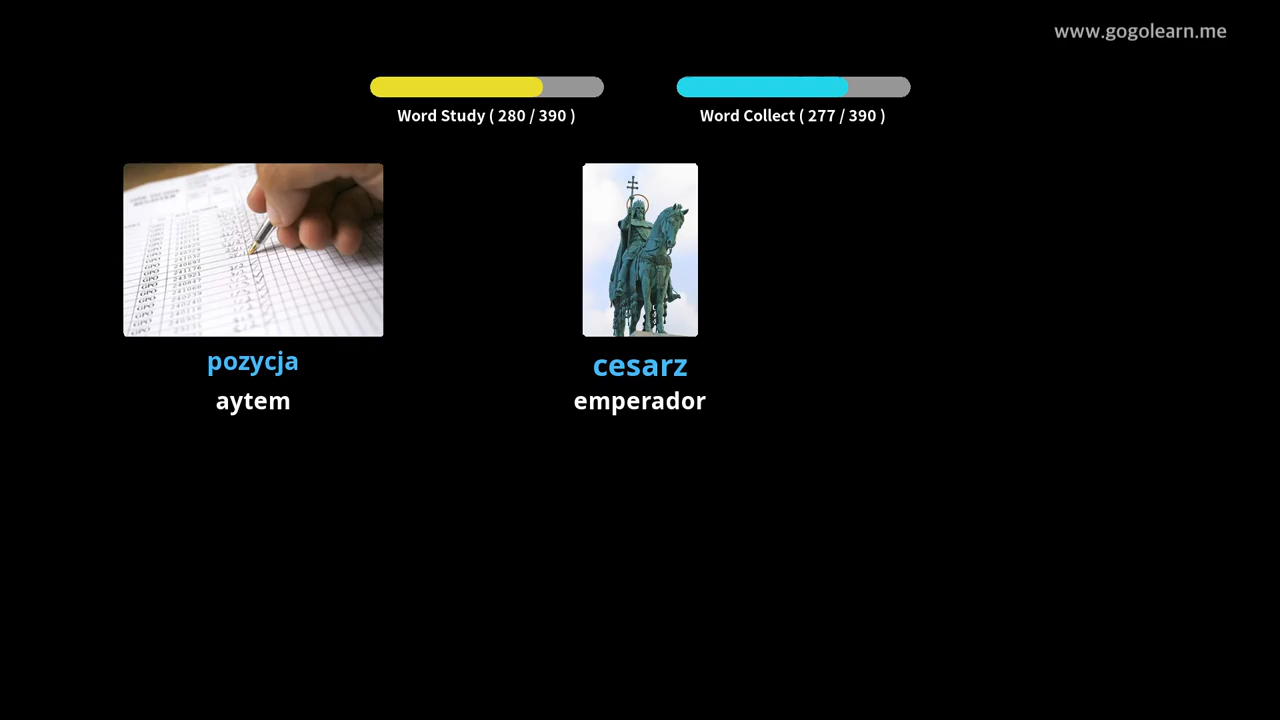 www.gogolearn.me
Word Study ( 280 / 390 )
Word Collect ( 277 / 390 )
pozycja
aytem
cesarz
emperador